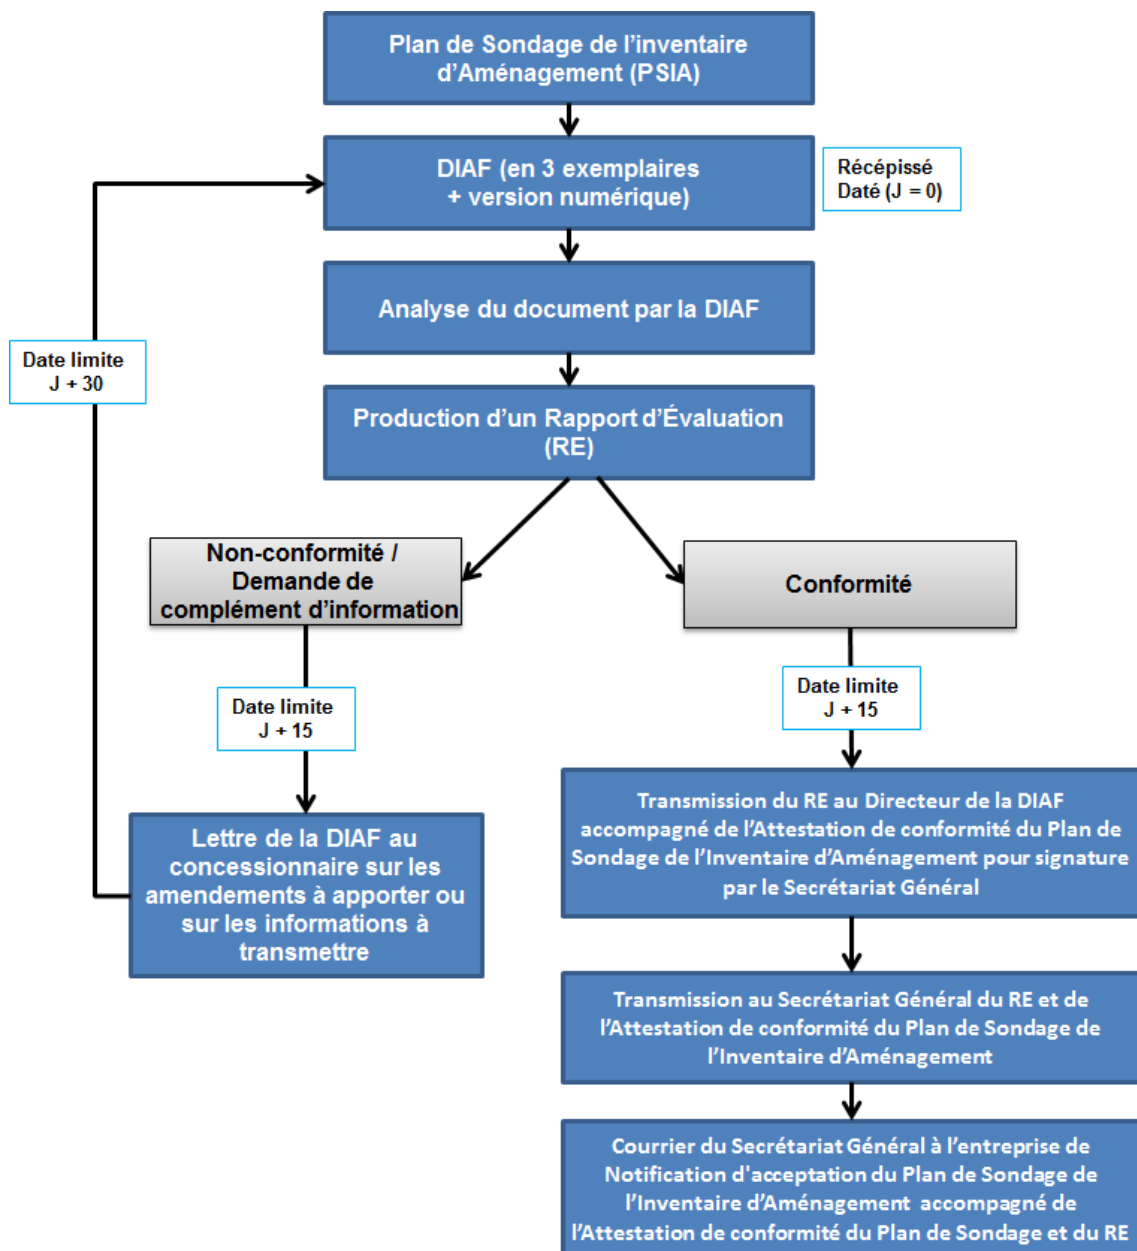 Plan de Sondage de l’inventaire
d’Aménagement (PSIA)
DIAF (en 3 exemplaires
+ version numérique)
Récépissé
Daté (J = 0)
Analyse du document par la DIAF
Date limite
J + 30
Production d’un Rapport d’Évaluation
(RE)
Non-conformité /
Demande de
complément d’information
Conformité
Date limite
J + 15
Date limite
J + 15
Lettre de la DIAF au
concessionnaire sur les
amendements à apporter ou
sur les informations à
transmettre
Transmission du RE au Directeur de la DIAF
accompagné de l’Attestation de conformité du Plan de
Sondage de l’Inventaire d’Aménagement pour signature
par le Secrétariat Général
Transmission au Secrétariat Général du RE et de
l’Attestation de conformité du Plan de Sondage de
l’Inventaire d’Aménagement
Courrier du Secrétariat Général à l’entreprise de
Notification d'acceptation du Plan de Sondage de
l’Inventaire d’Aménagement accompagné de
l’Attestation de conformité du Plan de Sondage et du RE